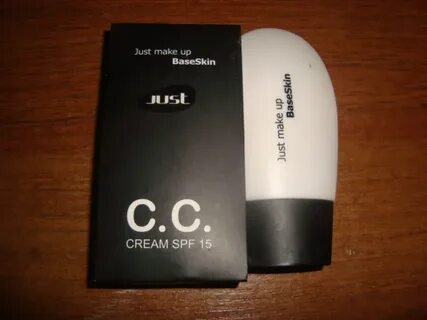 Just make up
BaseSkin
Just
C.C.
CREAM SPF 15
Just make up
BaseSkin